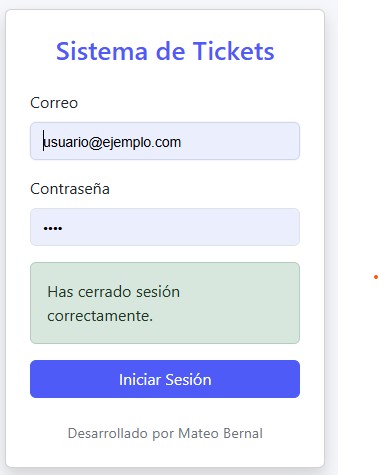 Sistema de Tickets
Correo
usuario@ejemplo.com
Contraseña
••••
Has cerrado sesión
correctamente.
Iniciar Sesión
Desarrollado por Mateo Bernal